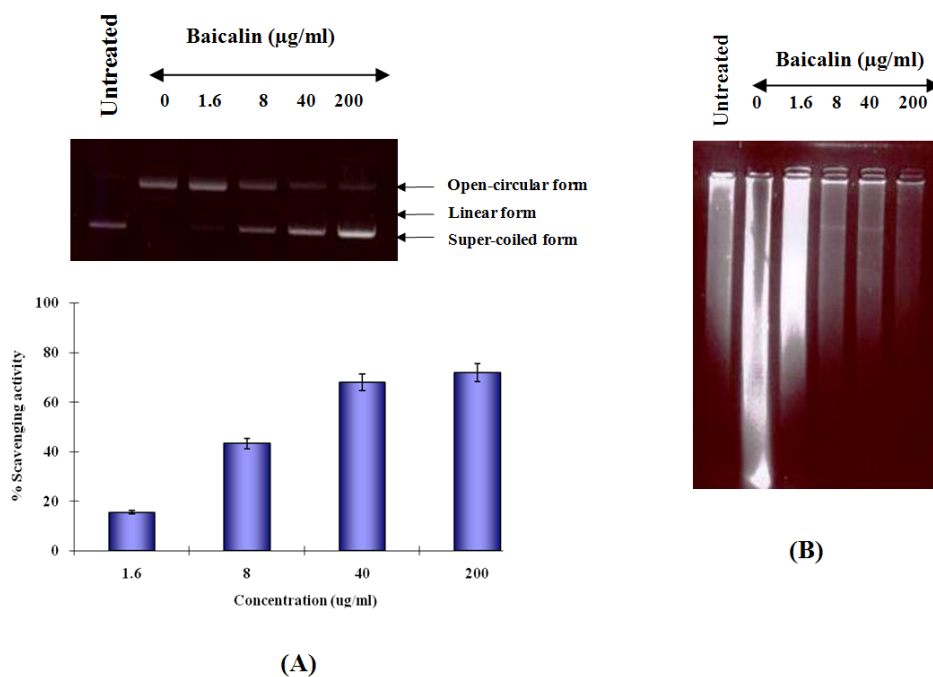 Untreated
Baicalin (µg/ml)
0 1.6 8 40 200
Open-circular form
Linear form
Super-coiled form
% Scavenging activity
100
80
60
40
20
0
1.6 8 40 200
Concentration (ug/ml)
(A)
Untreated
Baicalin (µg/ml)
0 1.6 8 40 200
(B)